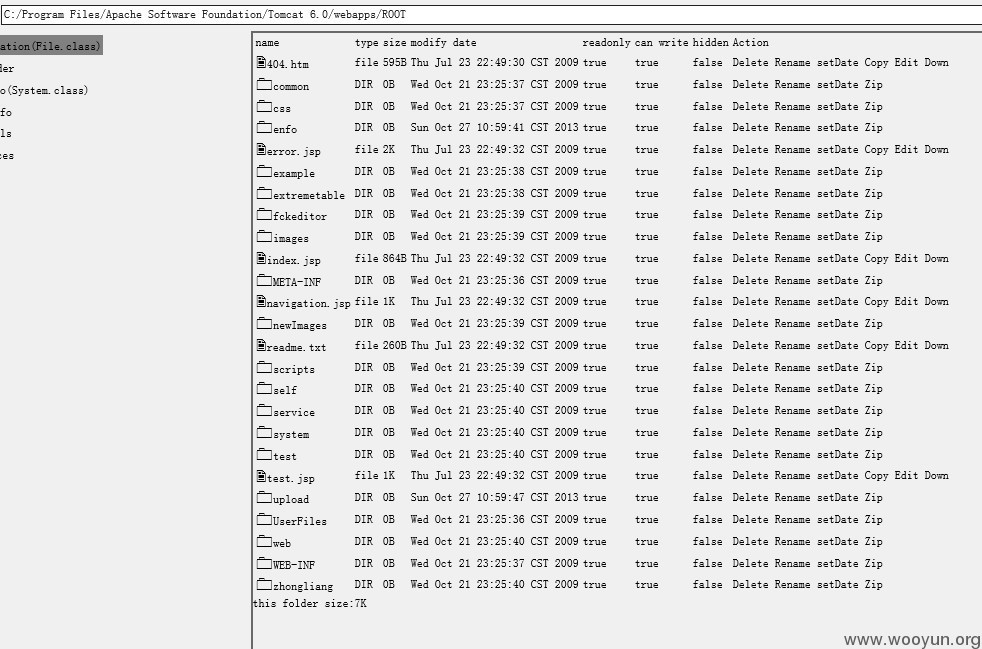 C:/Program Files/Apache Software Foundation/Tomcat 6.0/webapps/ROOT
ation(File.class)
der
o(System.class)
fo
ls
ces
name type size modify date readonly can write hidden Action
404.htm file 595B Thu Jul 23 22:49:30 CST 2009 true true false Delete Rename setDate Copy Edit Down
common DIR 0B Wed Oct 21 23:25:37 CST 2009 true true false Delete Rename setDate Zip
css DIR 0B Wed Oct 21 23:25:37 CST 2009 true true false Delete Rename setDate Zip
enfo DIR 0B Sun Oct 27 10:59:41 CST 2013 true true false Delete Rename setDate Zip
error.jsp file 2K Thu Jul 23 22:49:32 CST 2009 true true false Delete Rename setDate Copy Edit Down
example DIR 0B Wed Oct 21 23:25:38 CST 2009 true true false Delete Rename setDate Zip
extremetable DIR 0B Wed Oct 21 23:25:38 CST 2009 true true false Delete Rename setDate Zip
fckeditor DIR 0B Wed Oct 21 23:25:39 CST 2009 true true false Delete Rename setDate Zip
images DIR 0B Wed Oct 21 23:25:39 CST 2009 true true false Delete Rename setDate Zip
index.jsp file 864B Thu Jul 23 22:49:32 CST 2009 true true false Delete Rename setDate Copy Edit Down
META-INF DIR 0B Wed Oct 21 23:25:36 CST 2009 true true false Delete Rename setDate Zip
navigation.jsp file 1K Thu Jul 23 22:49:32 CST 2009 true true false Delete Rename setDate Copy Edit Down
newImages DIR 0B Wed Oct 21 23:25:39 CST 2009 true true false Delete Rename setDate Zip
readme.txt file 260B Thu Jul 23 22:49:32 CST 2009 true true false Delete Rename setDate Copy Edit Down
scripts DIR 0B Wed Oct 21 23:25:39 CST 2009 true true false Delete Rename setDate Zip
self DIR 0B Wed Oct 21 23:25:40 CST 2009 true true false Delete Rename setDate Zip
service DIR 0B Wed Oct 21 23:25:40 CST 2009 true true false Delete Rename setDate Zip
system DIR 0B Wed Oct 21 23:25:40 CST 2009 true true false Delete Rename setDate Zip
test DIR 0B Wed Oct 21 23:25:40 CST 2009 true true false Delete Rename setDate Zip
test.jsp file 1K Thu Jul 23 22:49:32 CST 2009 true true false Delete Rename setDate Copy Edit Down
upload DIR 0B Sun Oct 27 10:59:47 CST 2013 true true false Delete Rename setDate Zip
UserFiles DIR 0B Wed Oct 21 23:25:36 CST 2009 true true false Delete Rename setDate Zip
web DIR 0B Wed Oct 21 23:25:40 CST 2009 true true false Delete Rename setDate Zip
WEB-INF DIR 0B Wed Oct 21 23:25:37 CST 2009 true true false Delete Rename setDate Zip
zhongliang DIR 0B Wed Oct 21 23:25:40 CST 2009 true true false Delete Rename setDate Zip
this folder size:7K
www.wooyun.org